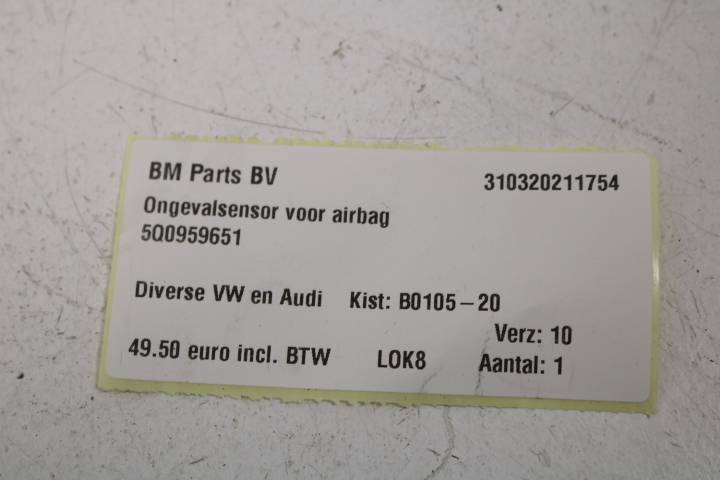 BM Parts BV 310320211754
Ongevalsensor voor airbag
5Q0959651
Diverse VW en Audi Kist: B0105-20
Verz: 10
49.50 euro incl. BTW LOK8 Aantal: 1